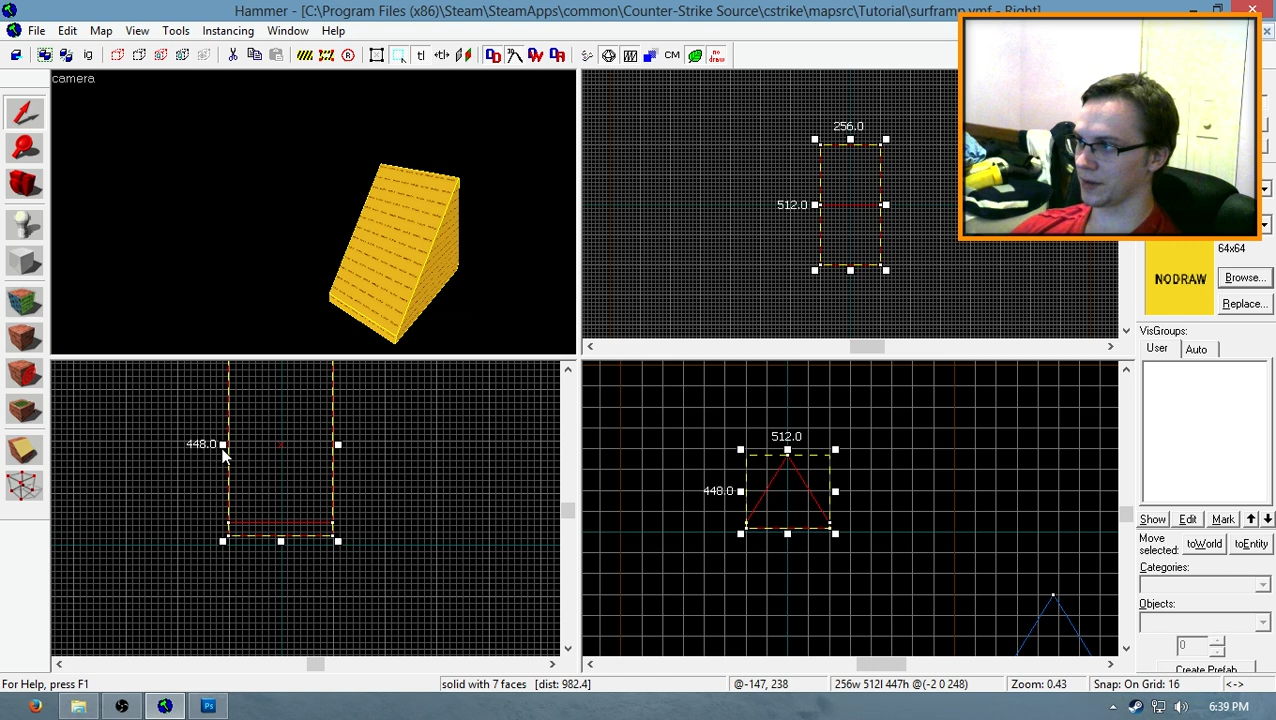 Hammer - [C:\Program Files (x86)\Steam\SteamApps\common\Counter-Strike Source\cstrike\mapsrc\Tutorial\surframp.vmf - Right]
File Edit Map View Tools Instancing Window Help
camera
256.0
512.0
64x64
NODRAW
Browse...
Replace...
VisGroups:
User Auto
448.0
512.0
448.0
Show Edit Mark
Move selected:
toWorld toEntity
Categories:
Objects:
0
Create Prefab
For Help, press F1
solid with 7 faces [dist: 982.4]
@-147, 238
256w 512l 447h @(-2 0 248)
Zoom: 0.43
Snap: On Grid: 16
<->
6:39 PM